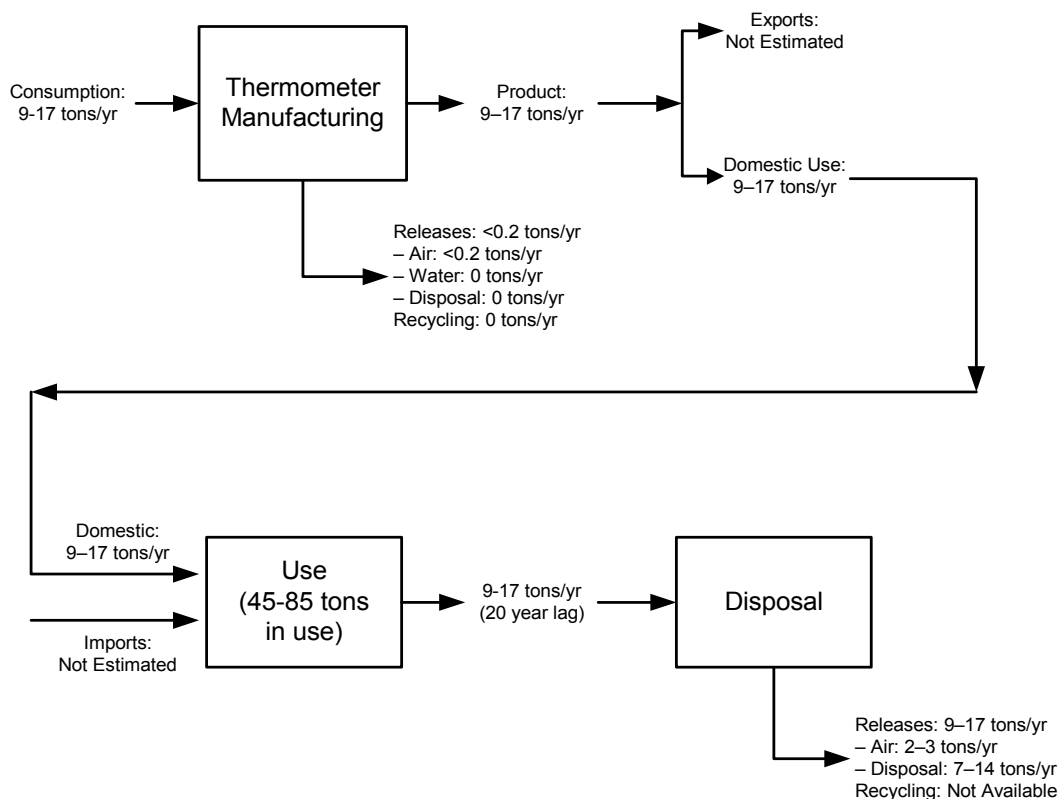 Exports:
Not Estimated
Consumption:
9-17 tons/yr
Thermometer
Manufacturing
Product:
9–17 tons/yr
Domestic Use:
9–17 tons/yr
Releases: <0.2 tons/yr
– Air: <0.2 tons/yr
– Water: 0 tons/yr
– Disposal: 0 tons/yr
Recycling: 0 tons/yr
Domestic:
9–17 tons/yr
Imports:
Not Estimated
Use
(45-85 tons
in use)
9-17 tons/yr
(20 year lag)
Disposal
Releases: 9–17 tons/yr
– Air: 2–3 tons/yr
– Disposal: 7–14 tons/yr
Recycling: Not Available